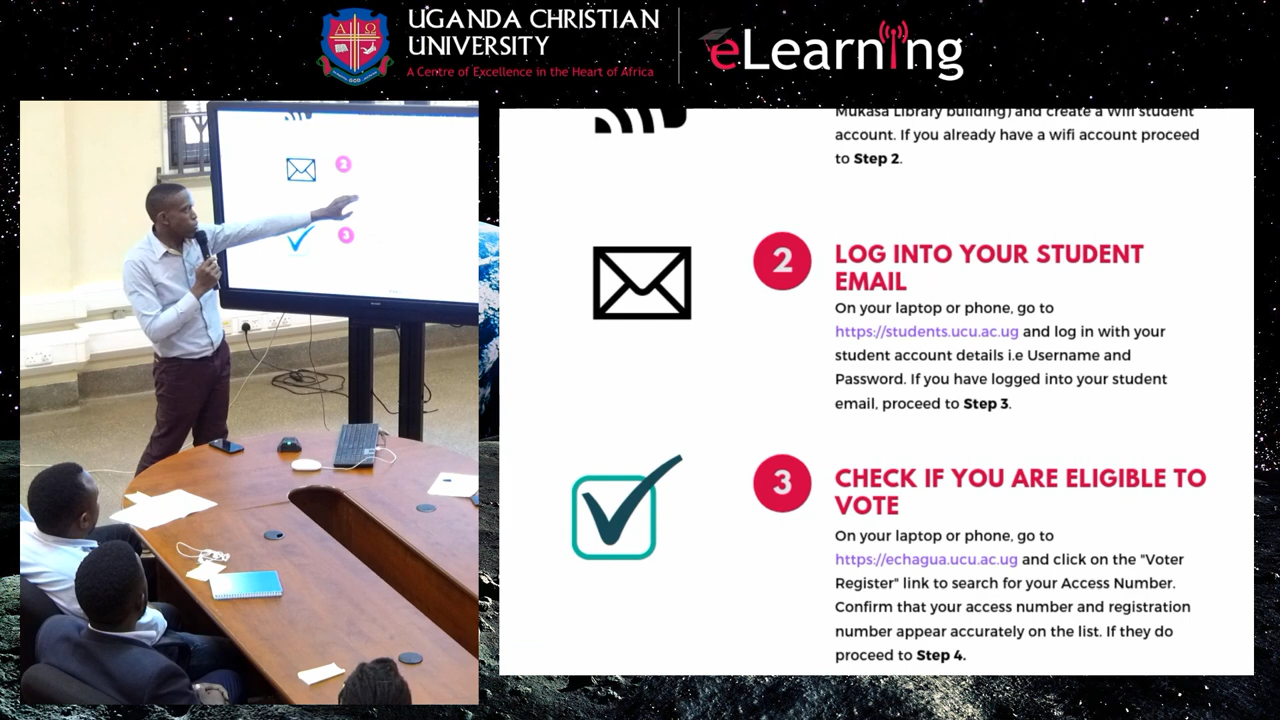 UGANDA CHRISTIAN
UNIVERSITY
A Centre of Excellence in the Heart of Africa
eLearning
A Ω
2
3
Mukasa Library building) and create a Wifi student
account. If you already have a wifi account proceed
to Step 2.
2
LOG INTO YOUR STUDENT
EMAIL
On your laptop or phone, go to
https://students.ucu.ac.ug and log in with your
student account details i.e Username and
Password. If you have logged into your student
email, proceed to Step 3.
3
CHECK IF YOU ARE ELIGIBLE TO
VOTE
On your laptop or phone, go to
https://echagua.ucu.ac.ug and click on the "Voter
Register" link to search for your Access Number.
Confirm that your access number and registration
number appear accurately on the list. If they do
proceed to Step 4.